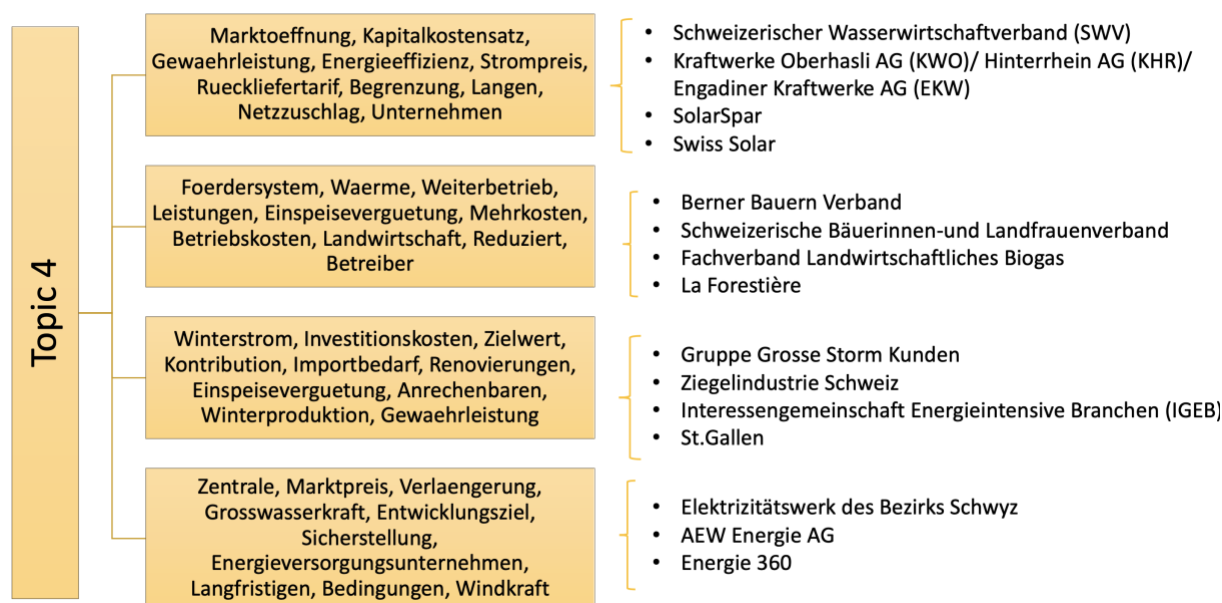 Topic 4
Marktoeffnung, Kapitalkostensatz,
Gewaehrleistung, Energieeffizienz, Strompreis,
Rueckliefertarif, Begrenzung, Langen,
Netzzuschlag, Unternehmen
• Schweizerischer Wasserwirtschaftverband (SWV)
• Kraftwerke Oberhasli AG (KWO)/ Hinterrhein AG (KHR)/
Engadiner Kraftwerke AG (EKW)
• SolarSpar
• Swiss Solar
Foerdersystem, Waerme, Weiterbetrieb,
Leistungen, Einspeiseverguetung, Mehrkosten,
Betriebskosten, Landwirtschaft, Reduziert,
Betreiber
• Berner Bauern Verband
• Schweizerische Bäuerinnen-und Landfrauenverband
• Fachverband Landwirtschaftliches Biogas
• La Forestière
Winterstrom, Investitionskosten, Zielwert,
Kontribution, Importbedarf, Renovierungen,
Einspeiseverguetung, Anrechenbaren,
Winterproduktion, Gewaehrleistung
• Gruppe Grosse Storm Kunden
• Ziegelindustrie Schweiz
• Interessengemeinschaft Energieintensive Branchen (IGEB)
• St.Gallen
Zentrale, Marktpreis, Verlaengerung,
Grosswasserkraft, Entwicklungsziel,
Sicherstellung,
Energieversorgungsunternehmen,
Langfristigen, Bedingungen, Windkraft
• Elektrizitätswerk des Bezirks Schwyz
• AEW Energie AG
• Energie 360